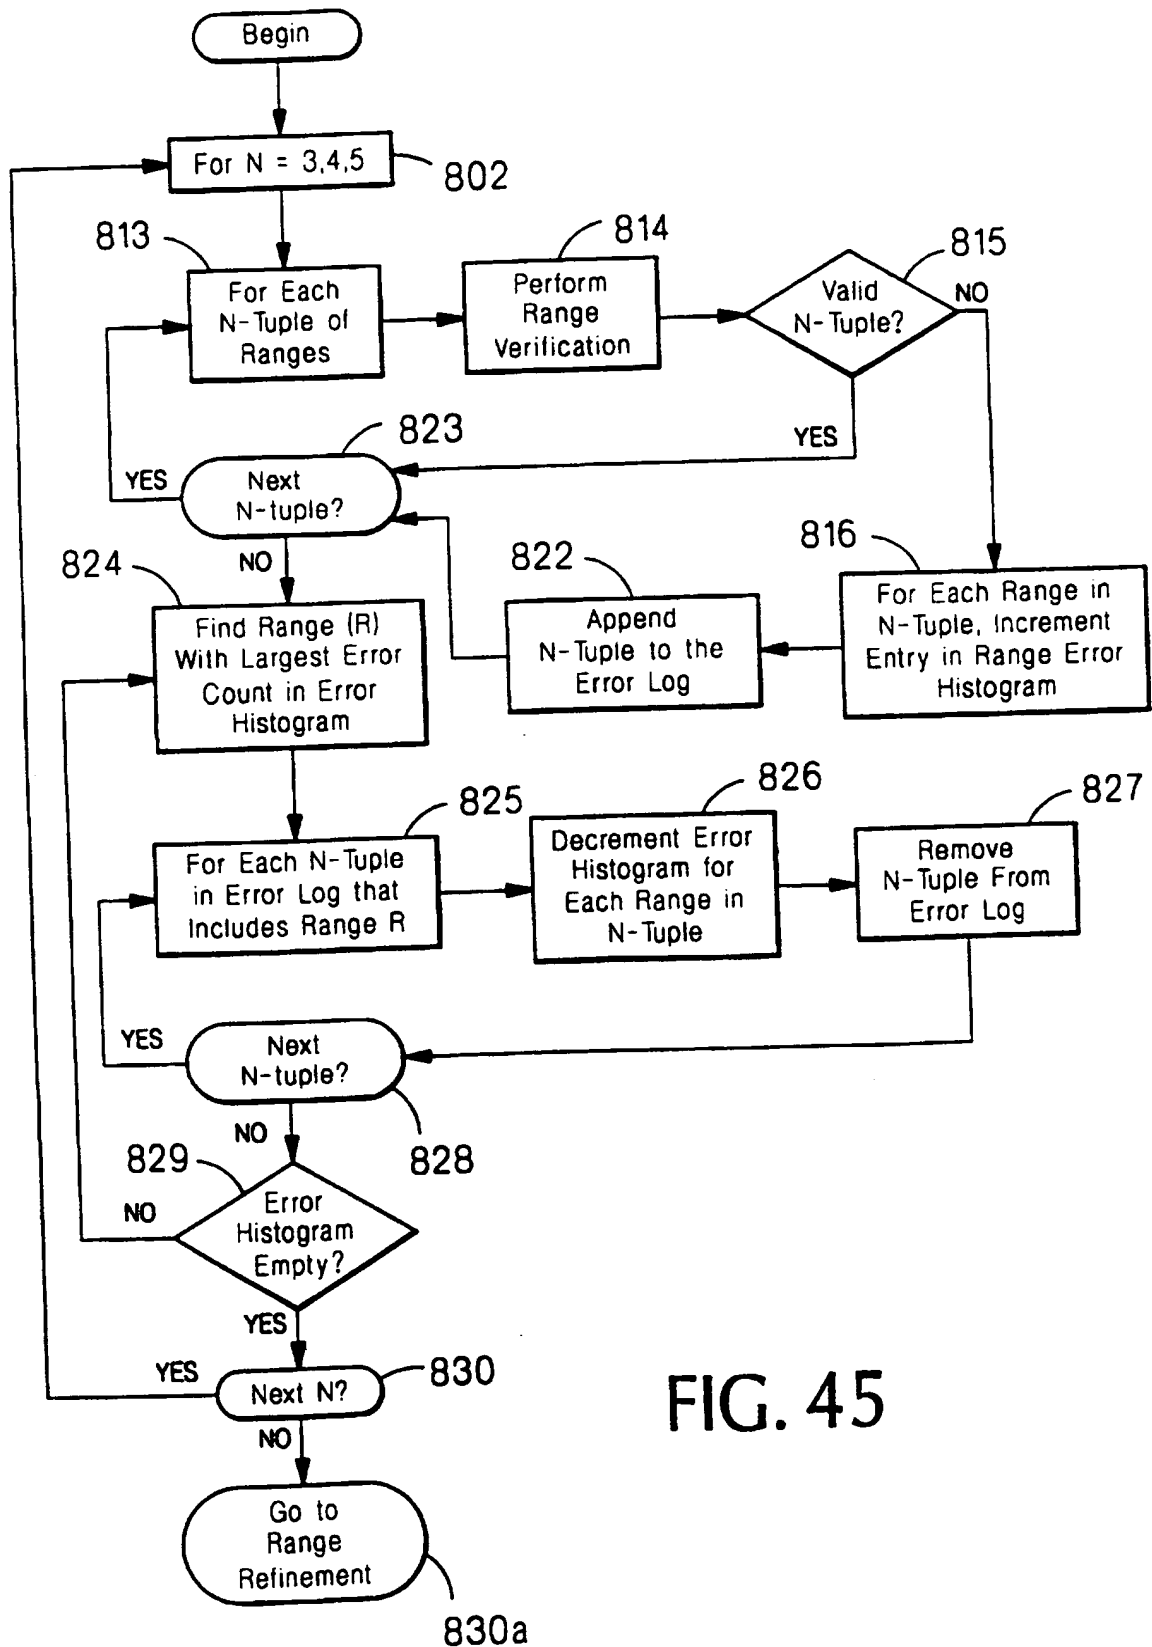 Begin
For N = 3,4,5
802
813
For Each
N-Tuple of
Ranges
814
Perform
Range
Verification
815
Valid
N-Tuple?
NO
YES
823
Next
N-tuple?
YES
NO
816
For Each Range in
N-Tuple, Increment
Entry in Range Error
Histogram
822
Append
N-Tuple to the
Error Log
824
Find Range (R)
With Largest Error
Count in Error
Histogram
825
For Each N-Tuple
in Error Log that
Includes Range R
826
Decrement Error
Histogram for
Each Range in
N-Tuple
827
Remove
N-Tuple From
Error Log
YES
Next
N-tuple?
828
NO
829
Error
Histogram
Empty?
NO
YES
YES
Next N?
830
NO
Go to
Range
Refinement
830a
FIG. 45